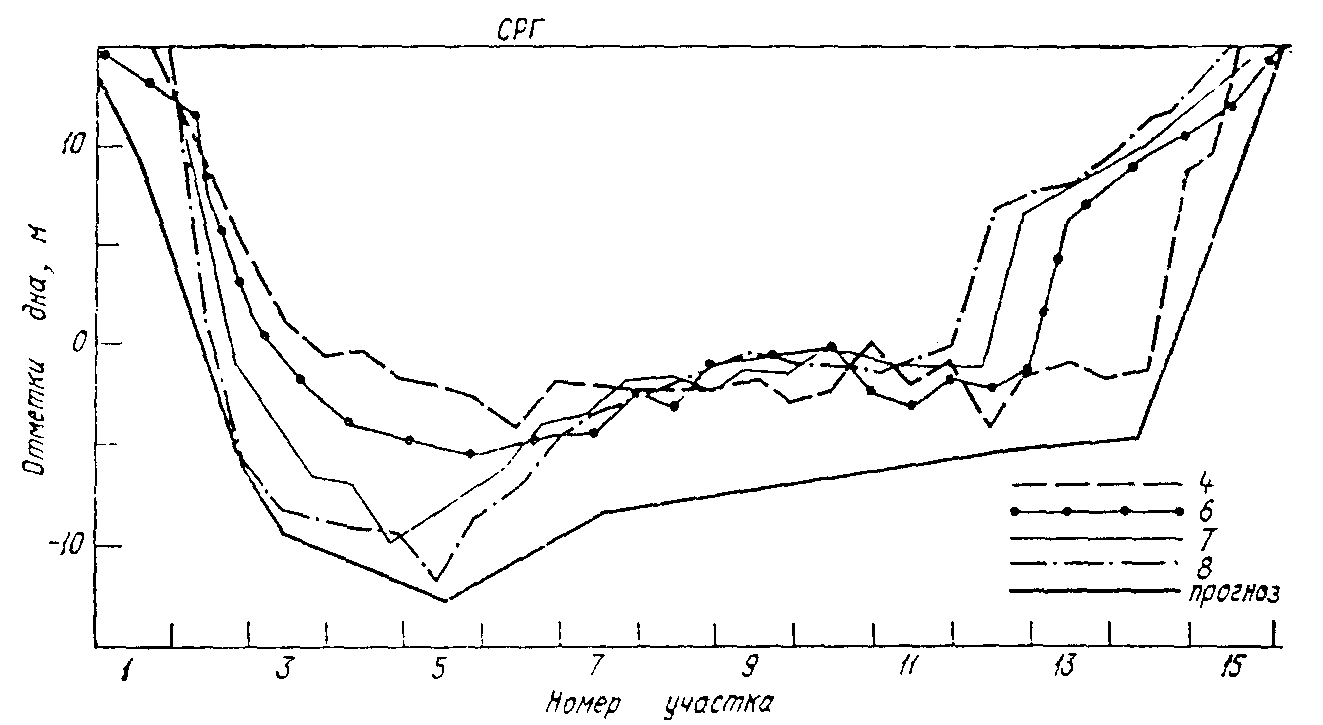 СРГ
10
0
-10
Отметки дна, м
4
6
7
8
прогноз
1 3 5 7 9 11 13 15
Номер участка